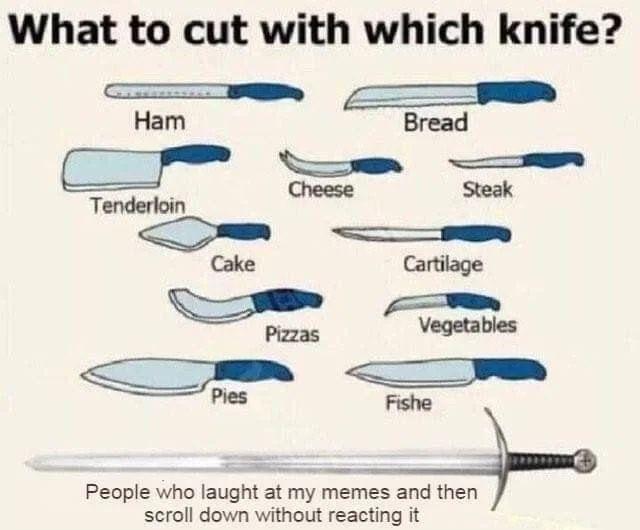 What to cut with which knife?
Ham
Bread
Tenderloin
Cheese
Steak
Cake
Cartilage
Pizzas
Vegetables
Pies
Fishe
People who laught at my memes and then
scroll down without reacting it